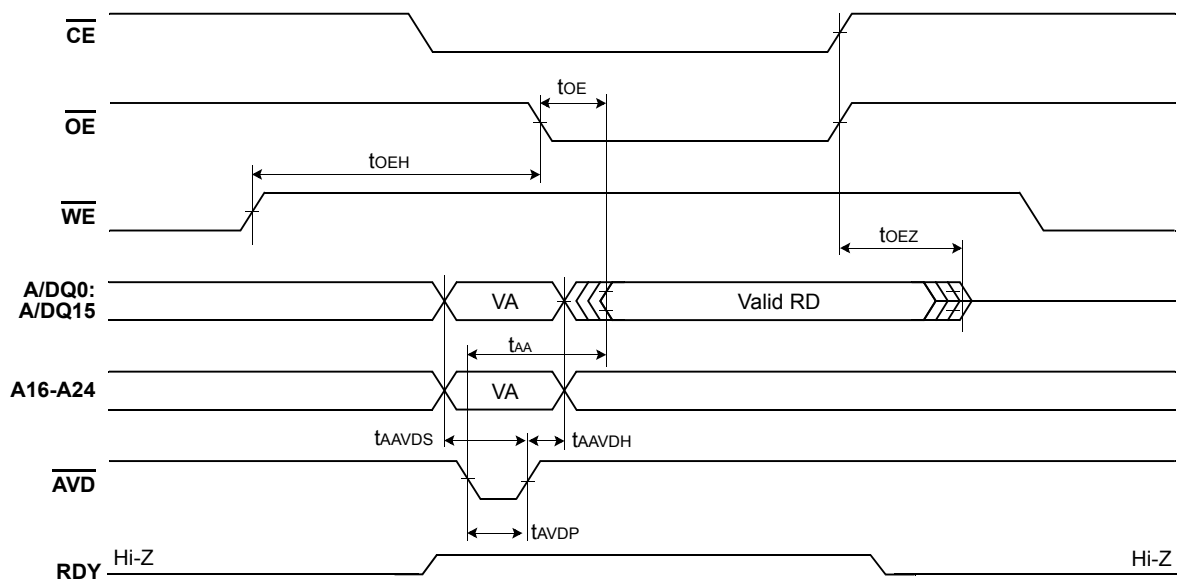 CE
tOE
OE
tOEH
WE
tOEZ
A/DQ0:
A/DQ15
VA
Valid RD
tAA
A16-A24
VA
tAAVDS
tAAVDH
AVD
tAVDP
Hi-Z
Hi-Z
RDY